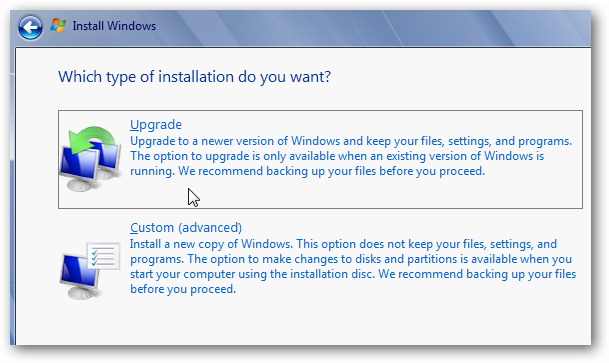 Install Windows
Which type of installation do you want?
Upgrade
Upgrade to a newer version of Windows and keep your files, settings, and programs.
The option to upgrade is only available when an existing version of Windows is
running. We recommend backing up your files before you proceed.
Custom (advanced)
Install a new copy of Windows. This option does not keep your files, settings, and
programs. The option to make changes to disks and partitions is available when you
start your computer using the installation disc. We recommend backing up your files
before you proceed.